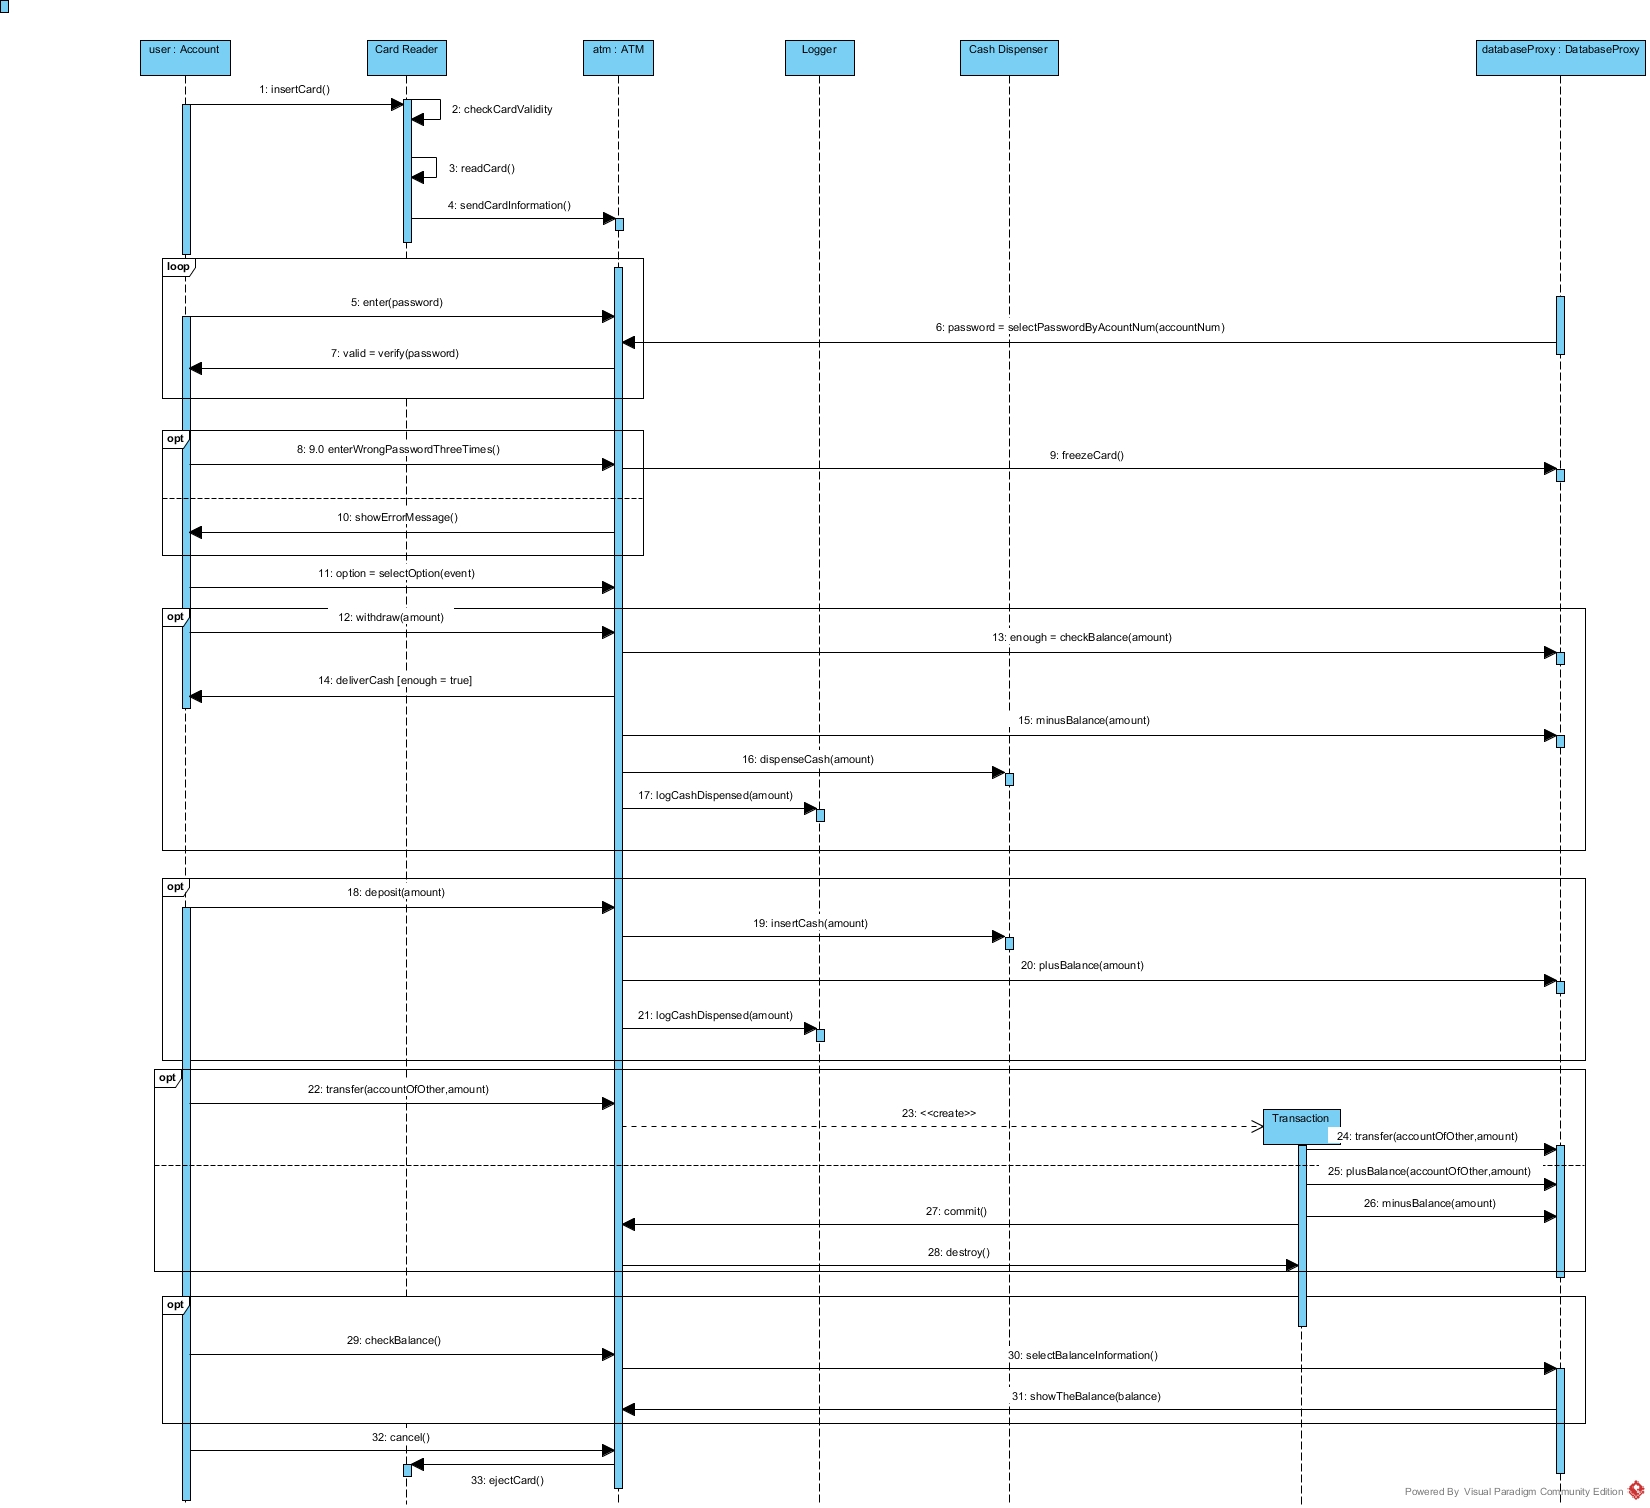 user : Account
Card Reader
atm : ATM
Logger
Cash Dispenser
databaseProxy : DatabaseProxy
1: insertCard()
2: checkCardValidity
3: readCard()
4: sendCardInformation()
loop
5: enter(password)
6: password = selectPasswordByAcountNum(accountNum)
7: valid = verify(password)
opt
8: 9.0 enterWrongPasswordThreeTimes()
9: freezeCard()
10: showErrorMessage()
11: option = selectOption(event)
opt
12: withdraw(amount)
13: enough = checkBalance(amount)
14: deliverCash [enough = true]
15: minusBalance(amount)
16: dispenseCash(amount)
17: logCashDispensed(amount)
opt
18: deposit(amount)
19: insertCash(amount)
20: plusBalance(amount)
21: logCashDispensed(amount)
opt
22: transfer(accountOfOther,amount)
23: <<create>>
Transaction
24: transfer(accountOfOther,amount)
25: plusBalance(accountOfOther,amount)
26: minusBalance(amount)
27: commit()
28: destroy()
opt
29: checkBalance()
30: selectBalanceInformation()
31: showTheBalance(balance)
32: cancel()
33: ejectCard()
Powered By Visual Paradigm Community Edition